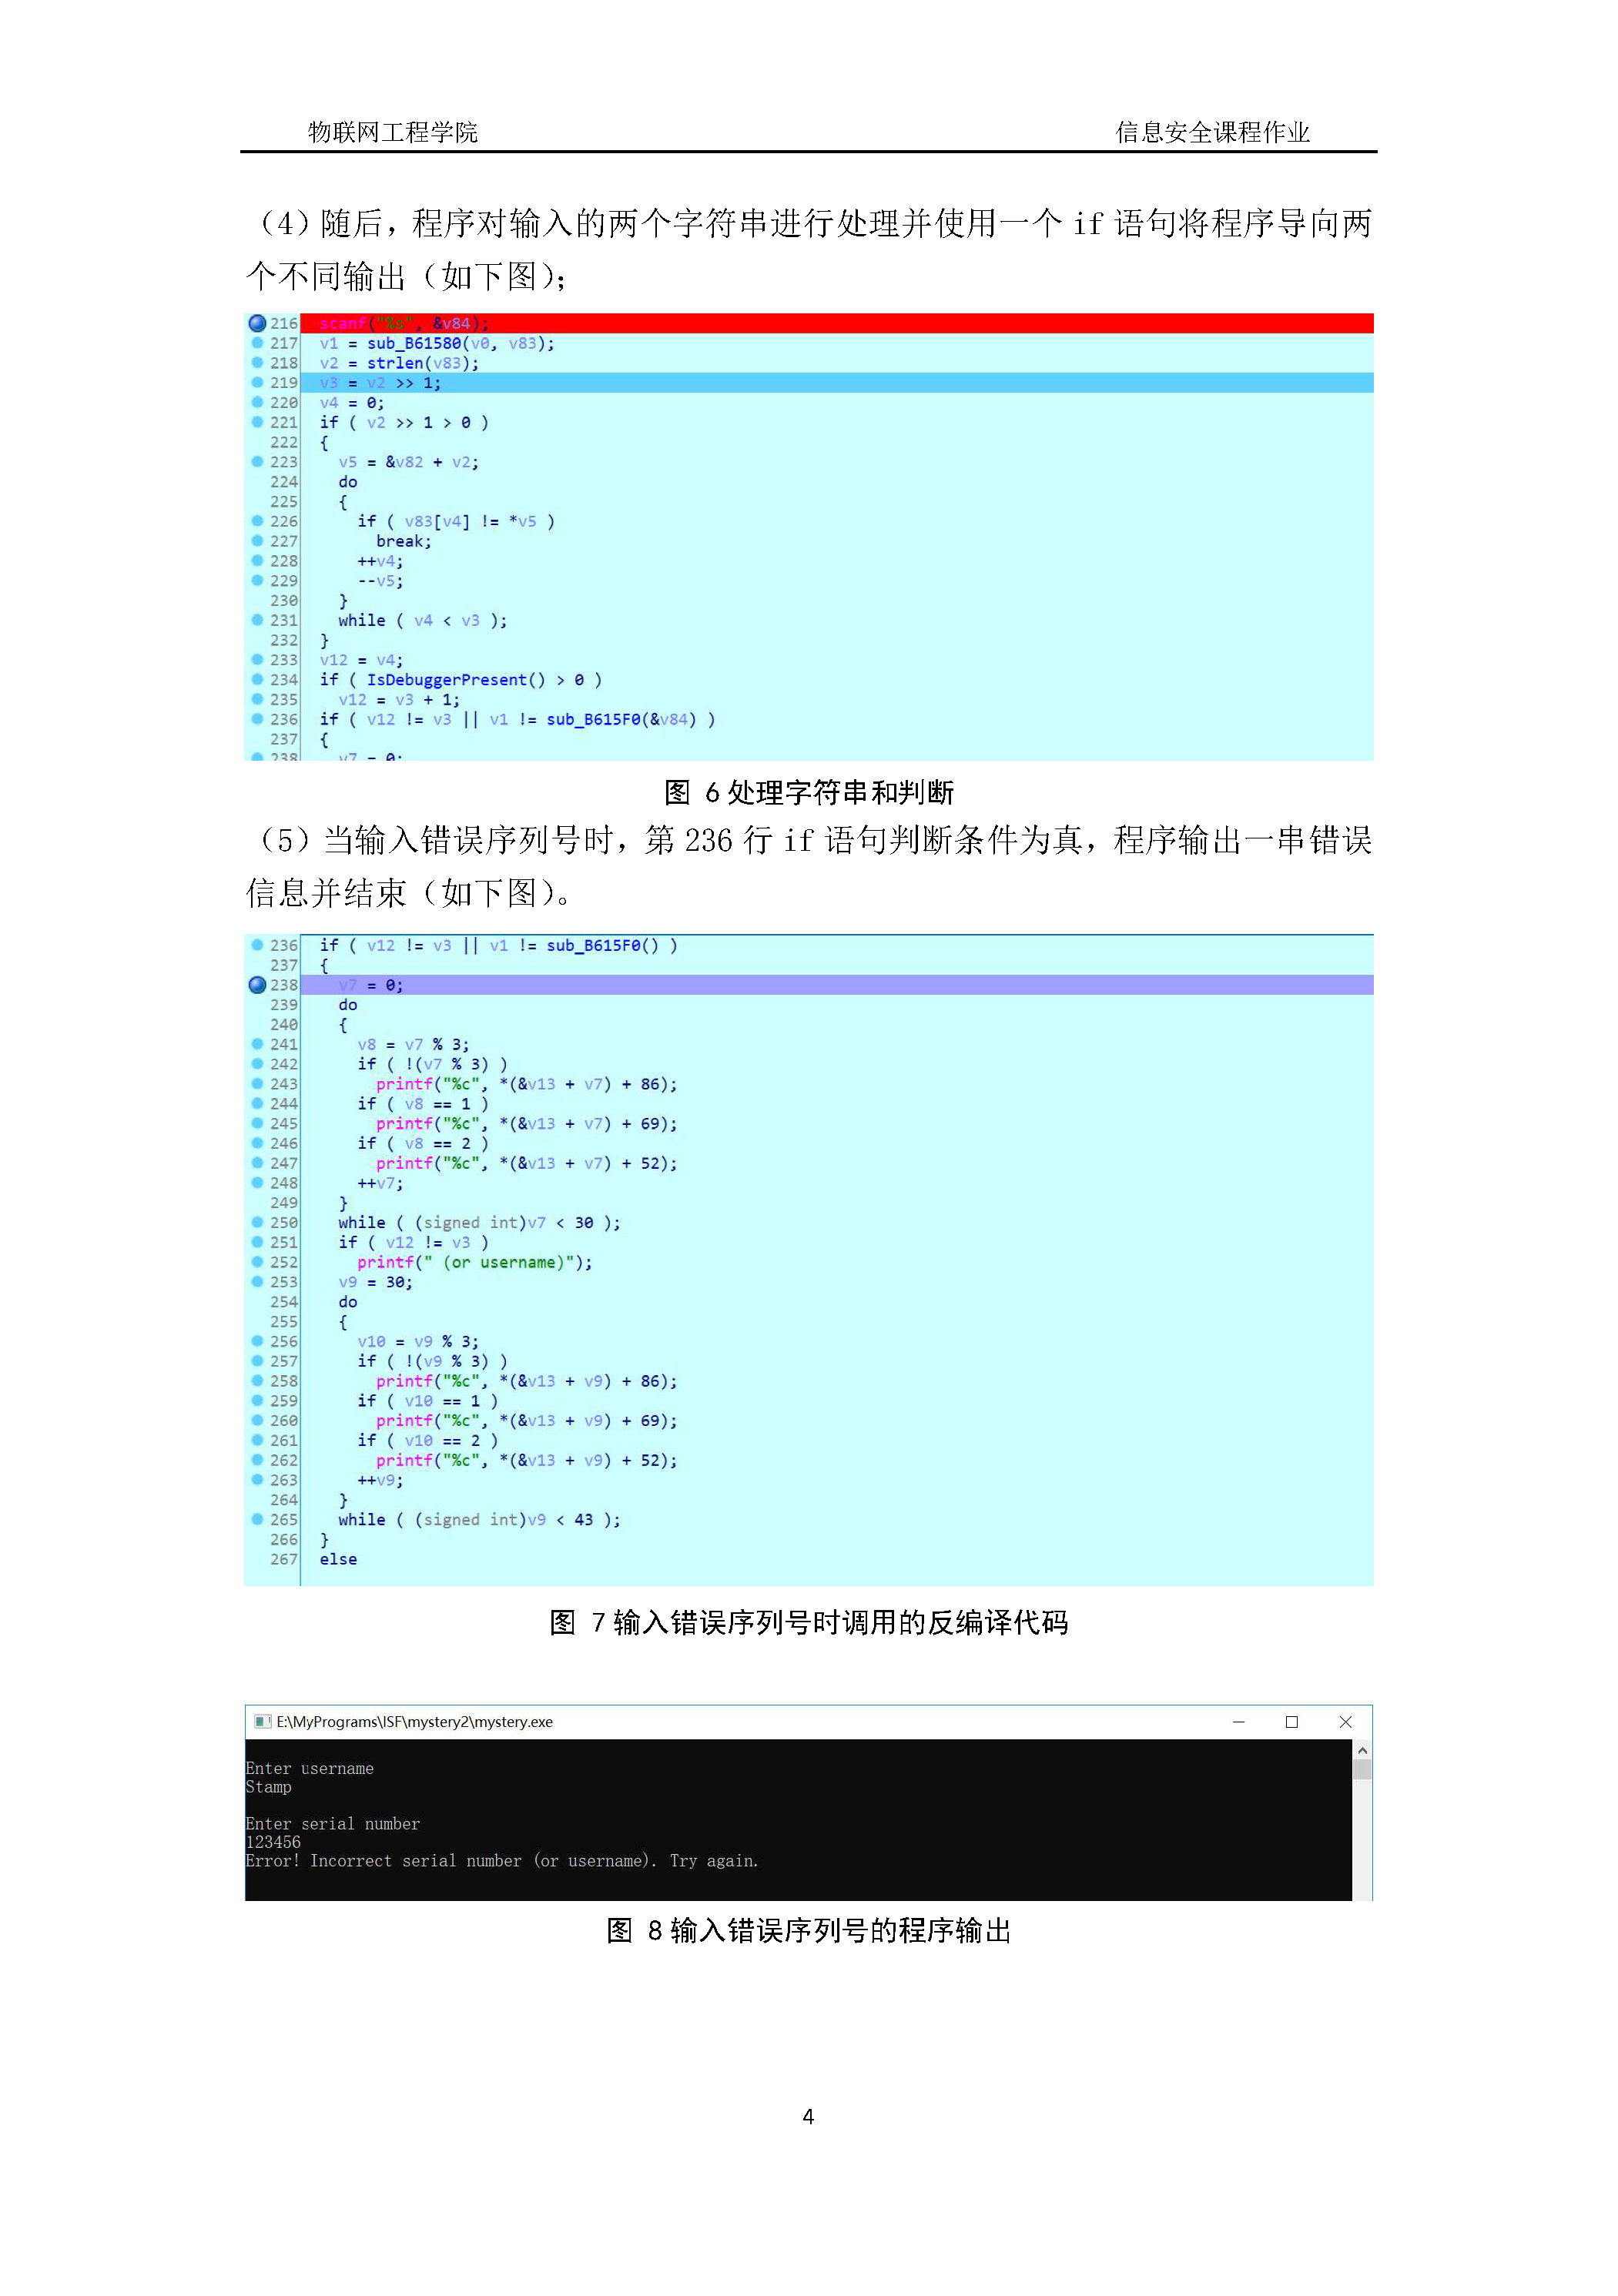 物联网工程学院 信息安全课程作业
（4）随后，程序对输入的两个字符串进行处理并使用一个 if 语句将程序导向两
个不同输出（如下图）；
216 scanf("%s", &v84);
217 v1 = sub_B61580(v0, v83);
218 v2 = strlen(v83);
219 v3 = v2 >> 1;
220 v4 = 0;
221 if ( v2 >> 1 > 0 )
222 {
223 v5 = &v82 + v2;
224 do
225 {
226 if ( v83[v4] != *v5 )
227 break;
228 ++v4;
229 --v5;
230 }
231 while ( v4 < v3 );
232 }
233 v12 = v4;
234 if ( IsDebuggerPresent() > 0 )
235 v12 = v3 + 1;
236 if ( v12 != v3 || v1 != sub_B615F0(&v84) )
237 {
238 v7 = 0;
图 6 处理字符串和判断
（5）当输入错误序列号时，第 236 行 if 语句判断条件为真，程序输出一串错误
信息并结束（如下图）。
236 if ( v12 != v3 || v1 != sub_B615F0() )
237 {
238 v7 = 0;
239 do
240 {
241 v8 = v7 % 3;
242 if ( !(v7 % 3) )
243 printf("%c", *(&v13 + v7) + 86);
244 if ( v8 == 1 )
245 printf("%c", *(&v13 + v7) + 69);
246 if ( v8 == 2 )
247 printf("%c", *(&v13 + v7) + 52);
248 ++v7;
249 }
250 while ( (signed int)v7 < 30 );
251 if ( v12 != v3 )
252 printf(" (or username)");
253 v9 = 30;
254 do
255 {
256 v10 = v9 % 3;
257 if ( !(v9 % 3) )
258 printf("%c", *(&v13 + v9) + 86);
259 if ( v10 == 1 )
260 printf("%c", *(&v13 + v9) + 69);
261 if ( v10 == 2 )
262 printf("%c", *(&v13 + v9) + 52);
263 ++v9;
264 }
265 while ( (signed int)v9 < 43 );
266 }
267 else
图 7 输入错误序列号时调用的反编译代码
E:\MyPrograms\ISF\mystery2\mystery.exe
Enter username
Stamp
Enter serial number
123456
Error! Incorrect serial number (or username). Try again.
图 8 输入错误序列号的程序输出
4